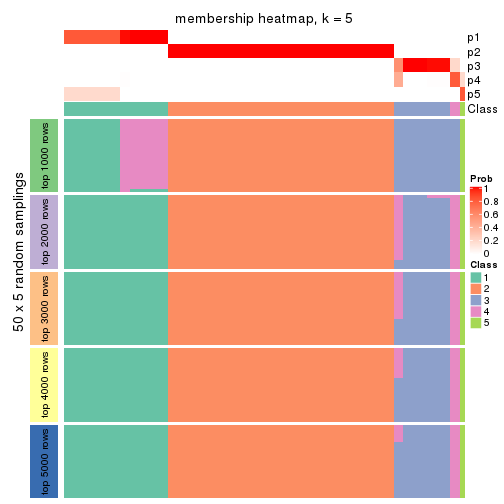 membership heatmap, k = 5
p1
p2
p3
p4
p5
Class
50 x 5 random samplings
top 1000 rows
top 2000 rows
top 3000 rows
top 4000 rows
top 5000 rows
Prob
1
0.8
0.6
0.4
0.2
0
Class
1
2
3
4
5